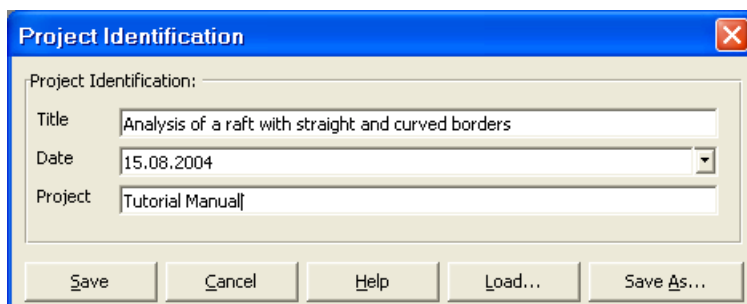 Project Identification
Project Identification:
Title Analysis of a raft with straight and curved borders
Date 15.08.2004
Project Tutorial Manual
Save Cancel Help Load... Save As...